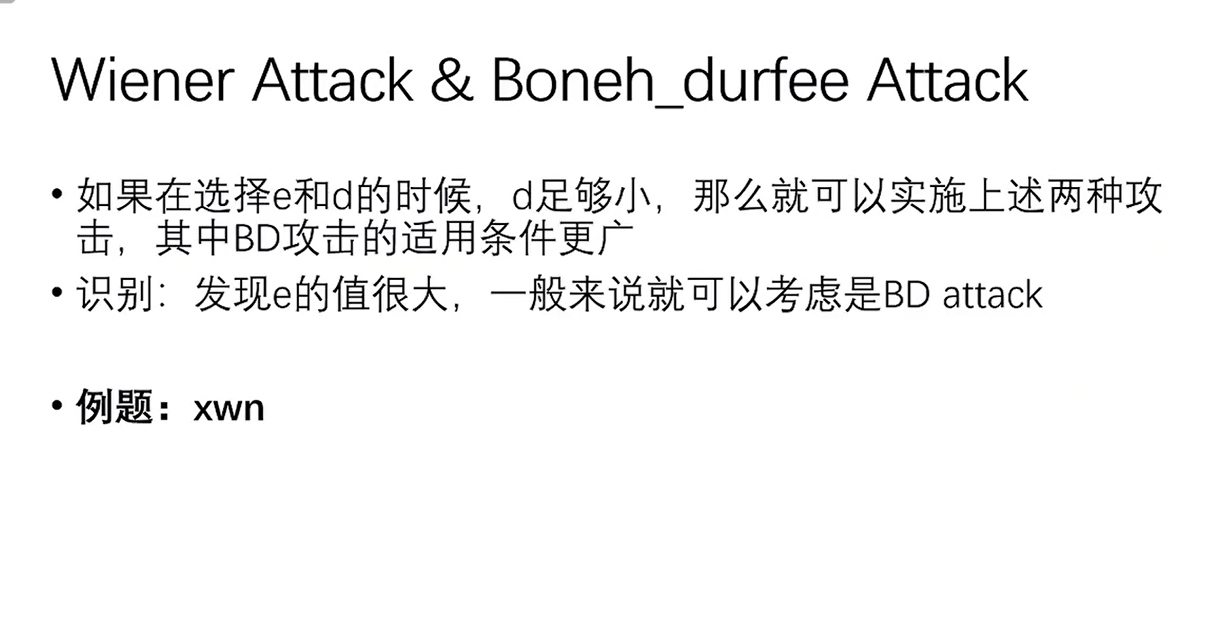 Wiener Attack & Boneh_durfee Attack
• 如果在选择e和d的时候，d足够小，那么就可以实施上述两种攻
击，其中BD攻击的适用条件更广
• 识别：发现e的值很大，一般来说就可以考虑是BD attack
• 例题：xwn